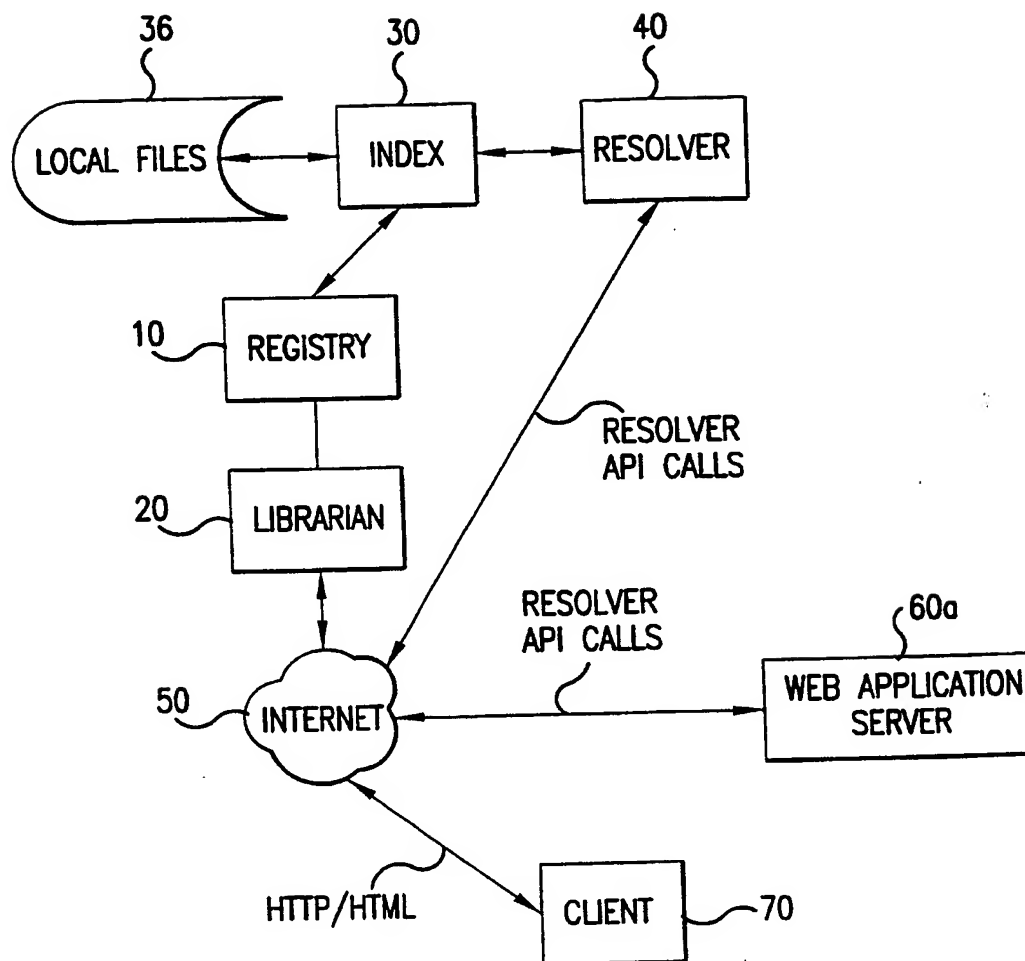 36
30
40
LOCAL FILES
INDEX
RESOLVER
10
REGISTRY
RESOLVER
API CALLS
20
LIBRARIAN
RESOLVER
API CALLS
60a
50
INTERNET
WEB APPLICATION
SERVER
HTTP/HTML
CLIENT
70